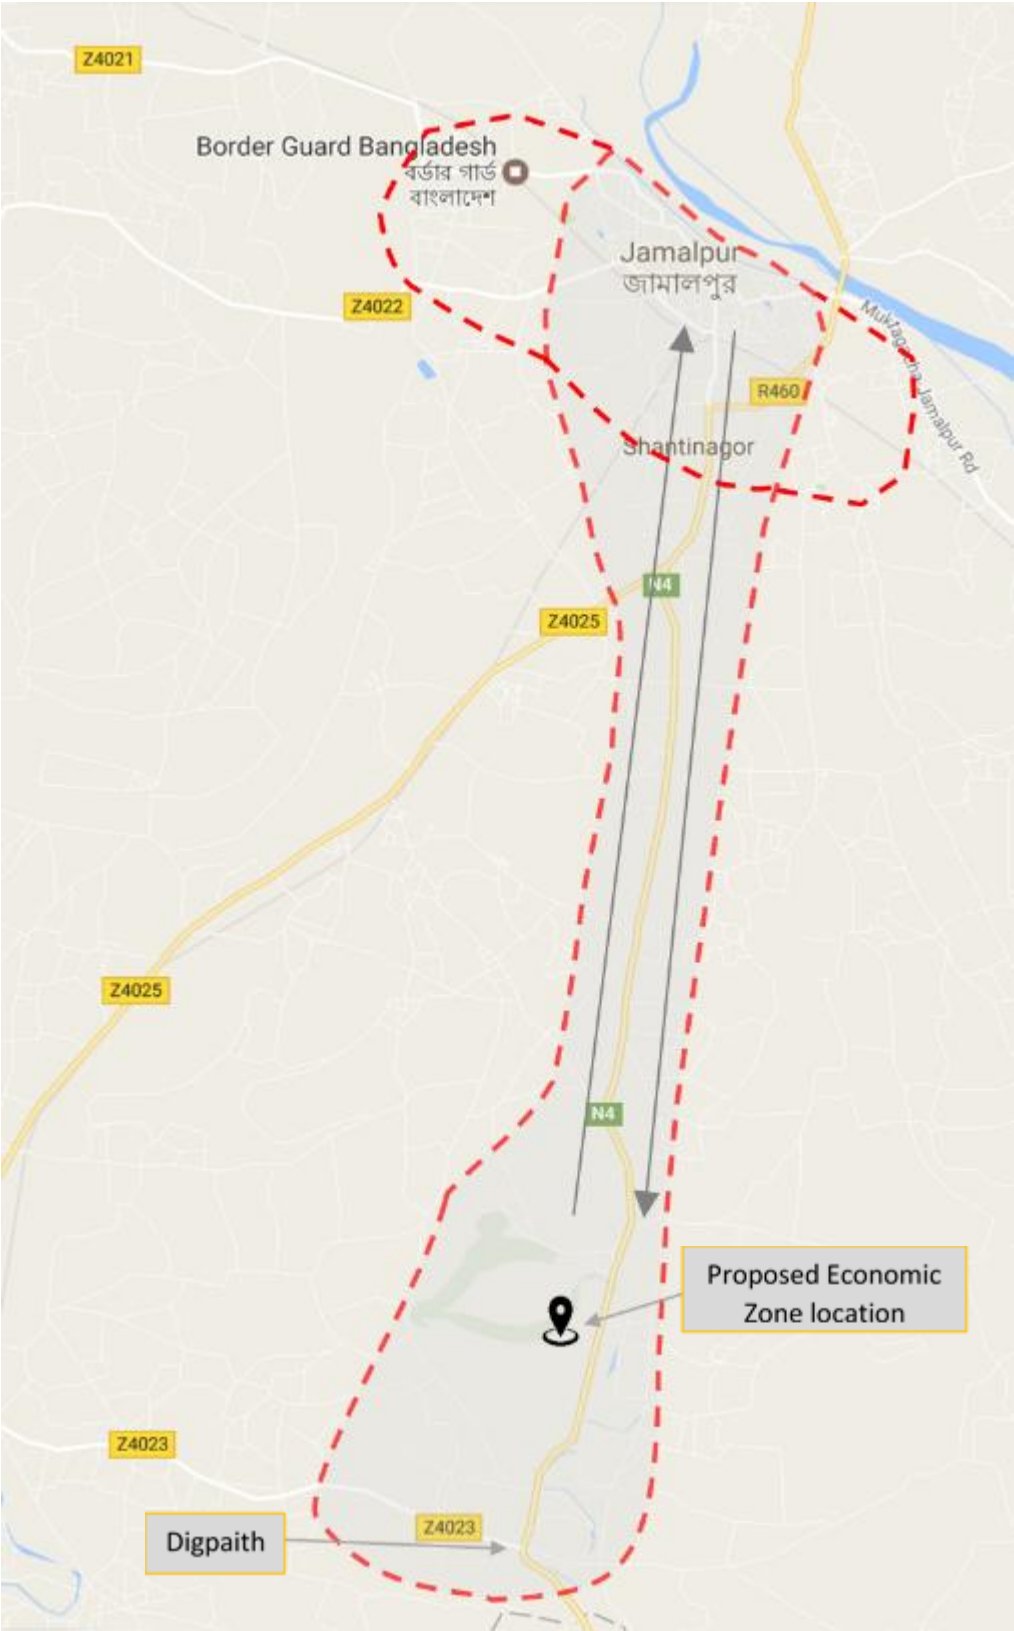 Z4021
Border Guard Bangladesh
বর্ডার গার্ড
বাংলাদেশ
Jamalpur
জামালপুর
Z4022
Muktagacha-Jamalpur Rd
R460
Shantinagor
N4
Z4025
Z4025
N4
Proposed Economic
Zone location
Z4023
Z4023
Digpaith